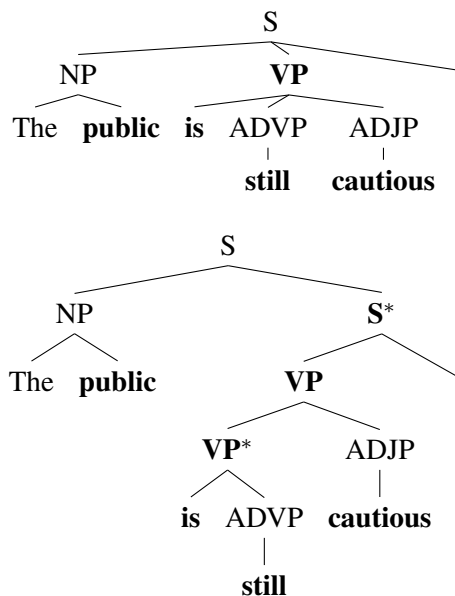 S
NP VP
The public is ADVP ADJP
still cautious
S
NP S*
The public VP
VP* ADJP
is ADVP cautious
still